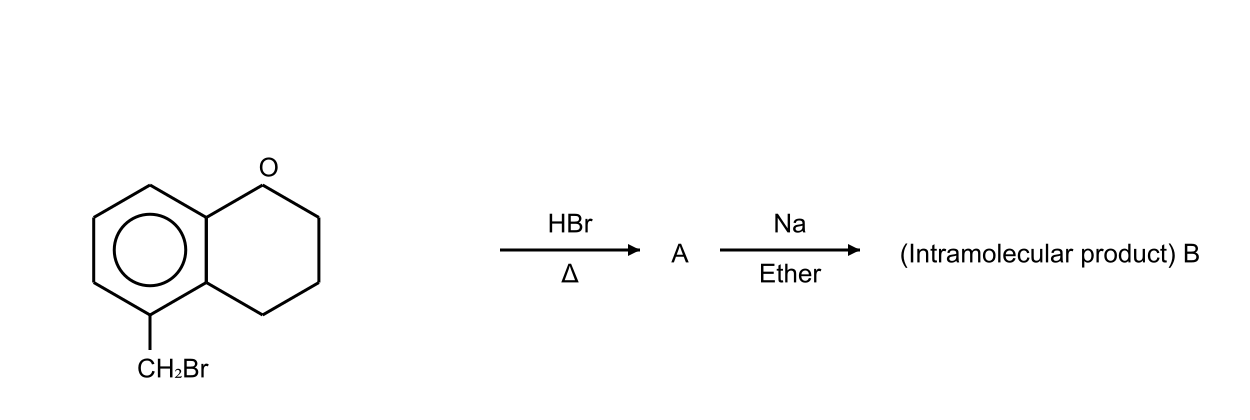 O
CH₂Br
HBr
Δ
A
Na
Ether
(Intramolecular product) B